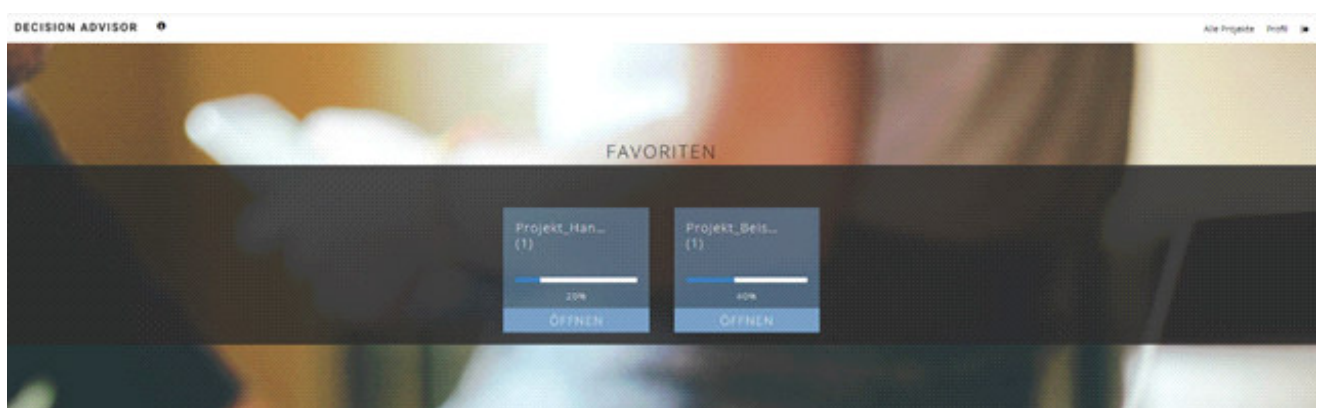 DECISION ADVISOR
Alle Projekte Profil
FAVORITEN
Projekt_Han...
(1)
20%
ÖFFNEN
Projekt_Beis...
(1)
40%
ÖFFNEN